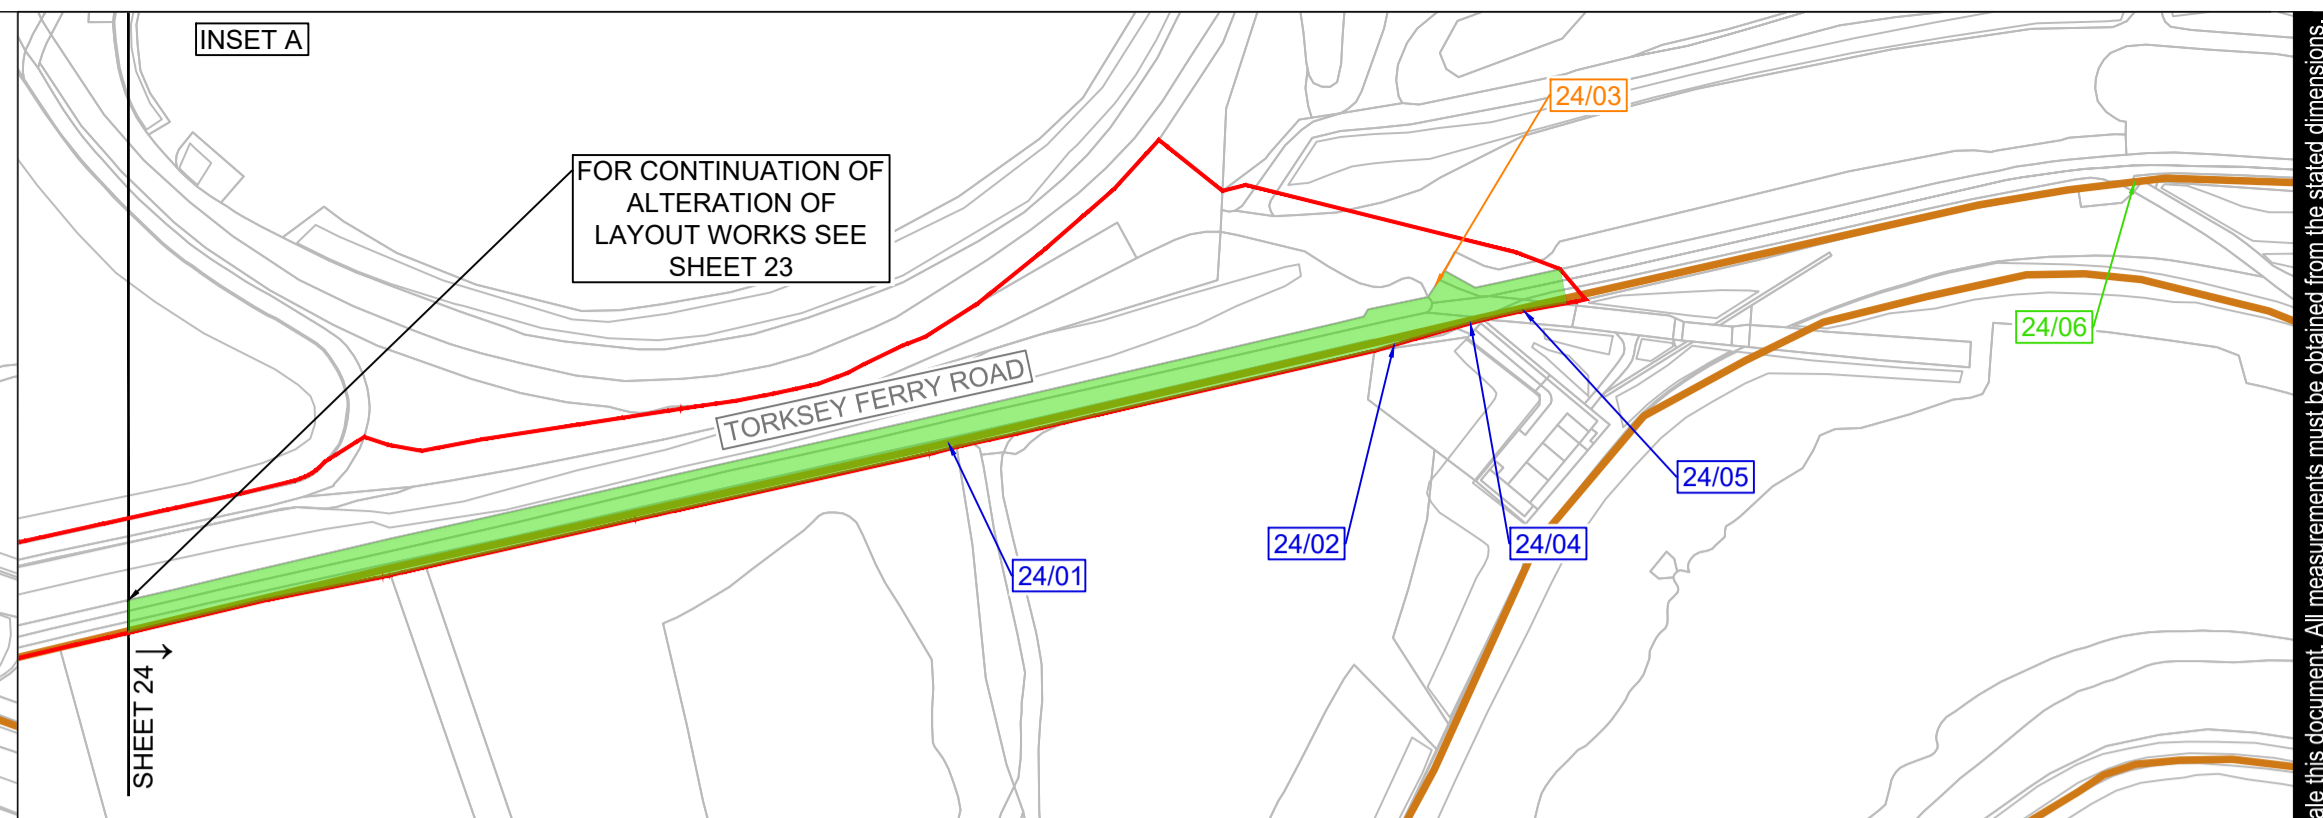 INSET A
24/03
FOR CONTINUATION OF
ALTERATION OF
LAYOUT WORKS SEE
SHEET 23
24/06
TORKSEY FERRY ROAD
24/05
24/02
24/04
24/01
SHEET 24
ale this document. All measurements must be obtained from the stated dimensions.